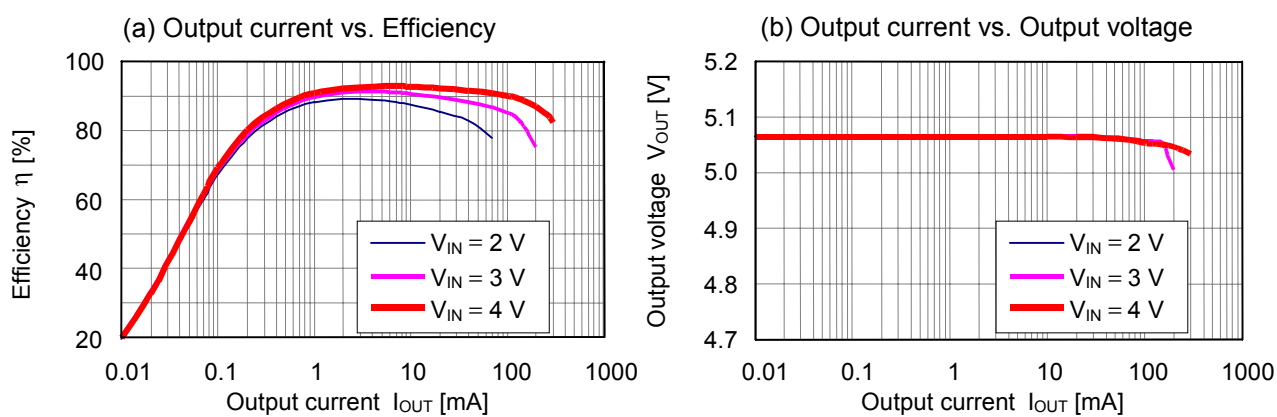 (a) Output current vs. Efficiency
100
80
60
40
20
Efficiency η [%]
VIN = 2 V
VIN = 3 V
VIN = 4 V
0.01 0.1 1 10 100 1000
Output current IOUT [mA]
(b) Output current vs. Output voltage
5.2
5.1
5.0
4.9
4.8
4.7
Output voltage VOUT [V]
VIN = 2 V
VIN = 3 V
VIN = 4 V
0.01 0.1 1 10 100 1000
Output current IOUT [mA]